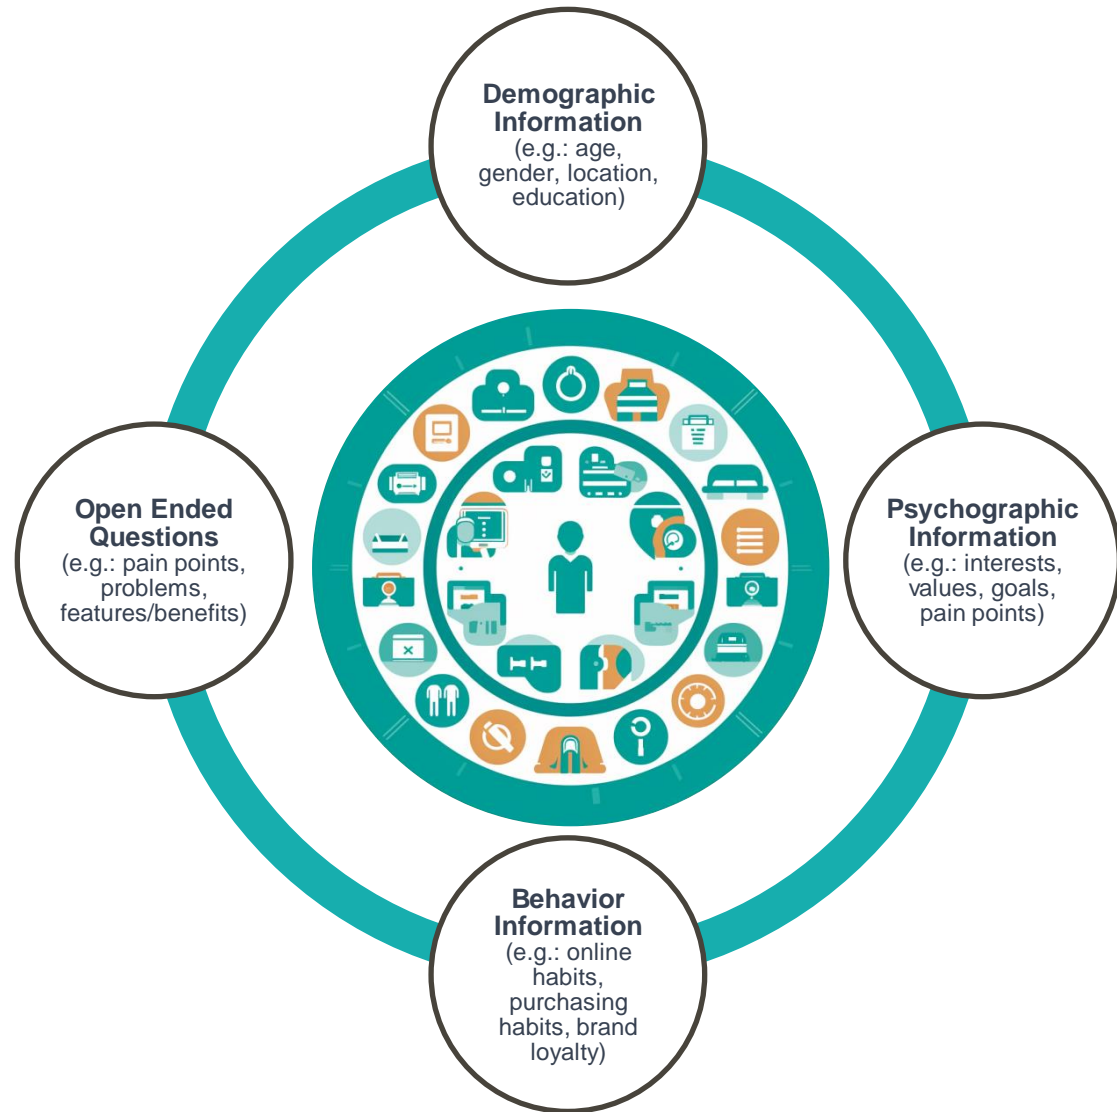 Demographic
Information
(e.g.: age,
gender, location,
education)
Open Ended
Questions
(e.g.: pain points,
problems,
features/benefits)
Psychographic
Information
(e.g.: interests,
values, goals,
pain points)
Behavior
Information
(e.g.: online
habits,
purchasing
habits, brand
loyalty)